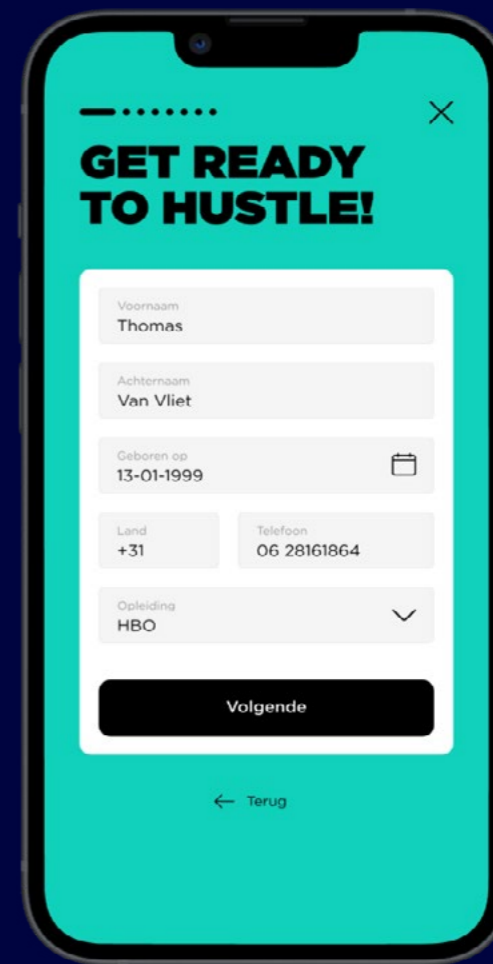 GET READY
TO HUSTLE!
Voornaam
Thomas
Achternaam
Van Vliet
Geboren op
13-01-1999
Land
+31
Telefoon
06 28161864
Opleiding
HBO
Volgende
← Terug